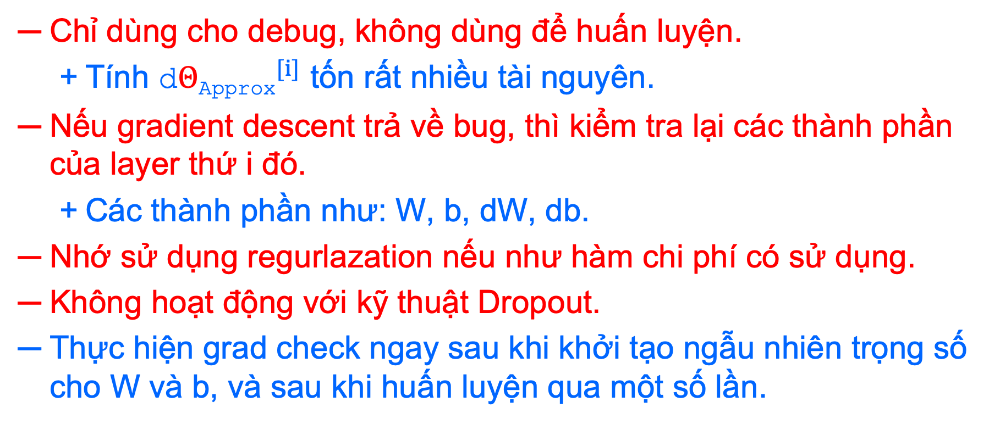 — Chỉ dùng cho debug, không dùng để huấn luyện.
+ Tính dΘ_Approx^[i] tốn rất nhiều tài nguyên.
— Nếu gradient descent trả về bug, thì kiểm tra lại các thành phần
của layer thứ i đó.
+ Các thành phần như: W, b, dW, db.
— Nhớ sử dụng regurlazation nếu như hàm chi phí có sử dụng.
— Không hoạt động với kỹ thuật Dropout.
— Thực hiện grad check ngay sau khi khởi tạo ngẫu nhiên trọng số
cho W và b, và sau khi huấn luyện qua một số lần.